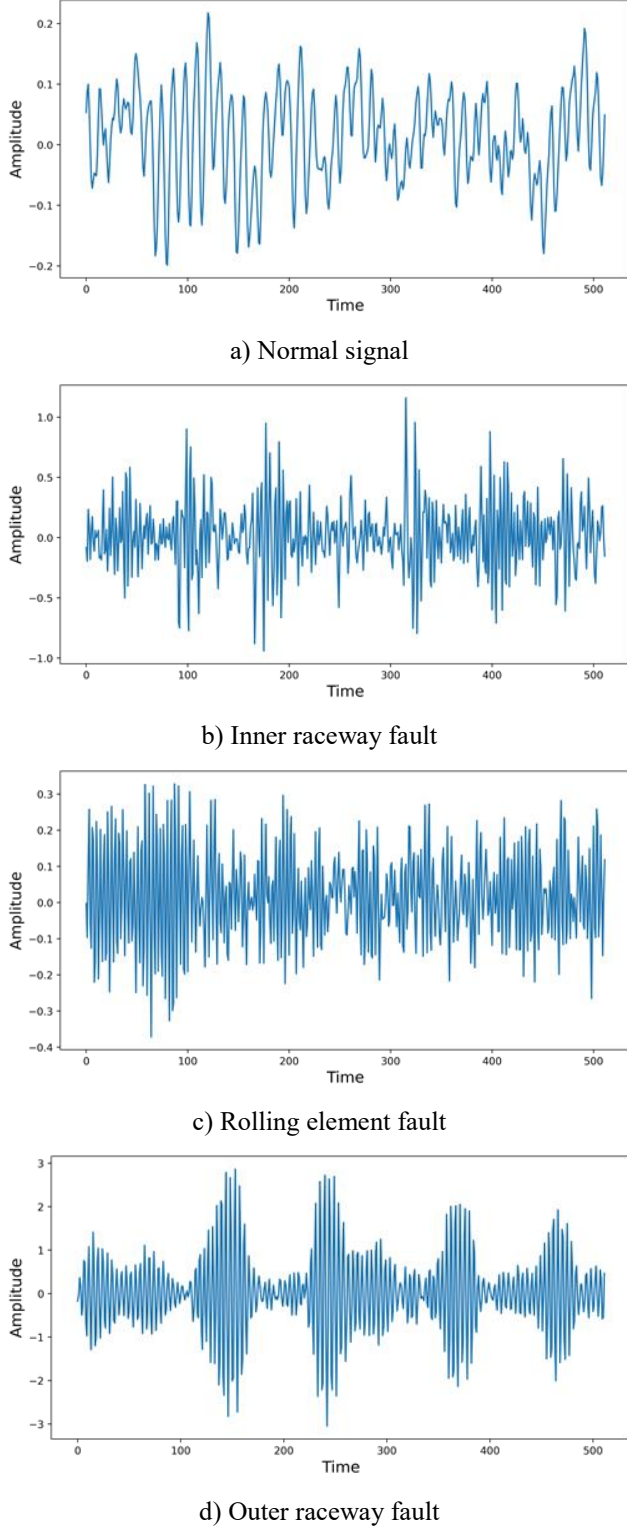 0.2
0.1
0.0
−0.1
−0.2
Amplitude
0 100 200 300 400 500
Time
a) Normal signal
1.0
0.5
0.0
−0.5
−1.0
Amplitude
0 100 200 300 400 500
Time
b) Inner raceway fault
0.3
0.2
0.1
0.0
−0.1
−0.2
−0.3
−0.4
Amplitude
0 100 200 300 400 500
Time
c) Rolling element fault
3
2
1
0
−1
−2
−3
Amplitude
0 100 200 300 400 500
Time
d) Outer raceway fault